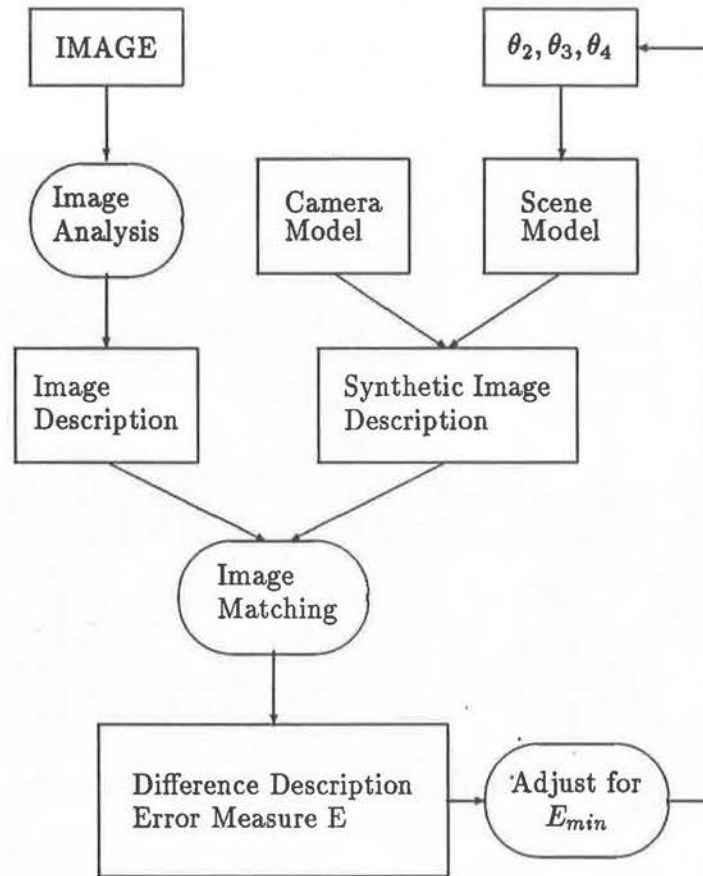 IMAGE
θ₂, θ₃, θ₄
Image
Analysis
Camera
Model
Scene
Model
Image
Description
Synthetic Image
Description
Image
Matching
Difference Description
Error Measure E
Adjust for
E_min